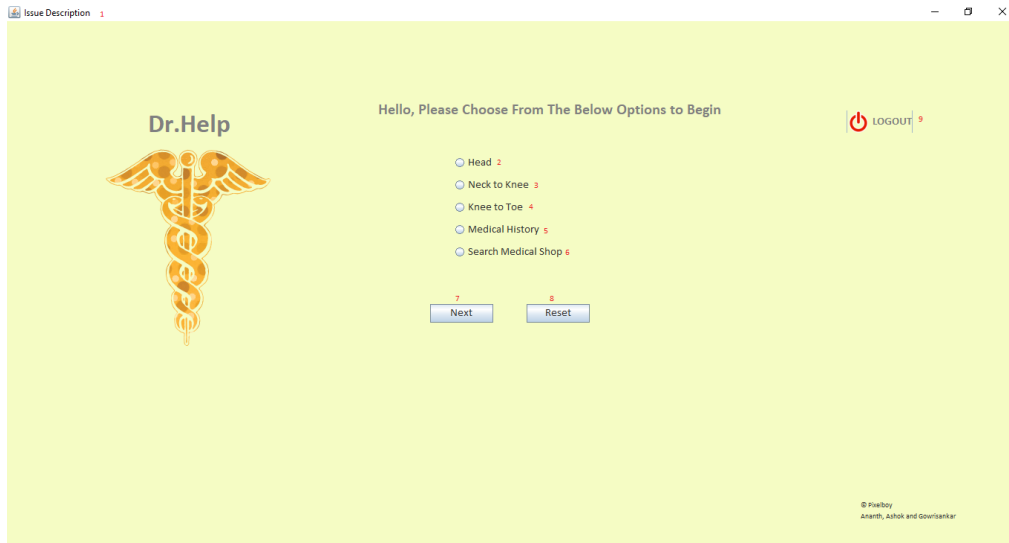 Issue Description 1
Hello, Please Choose From The Below Options to Begin
Dr.Help
LOGOUT 9
Head 2
Neck to Knee 3
Knee to Toe 4
Medical History 5
Search Medical Shop 6
7 8
Next Reset
© Pixelboy
Ananth, Ashok and Gowrisankar